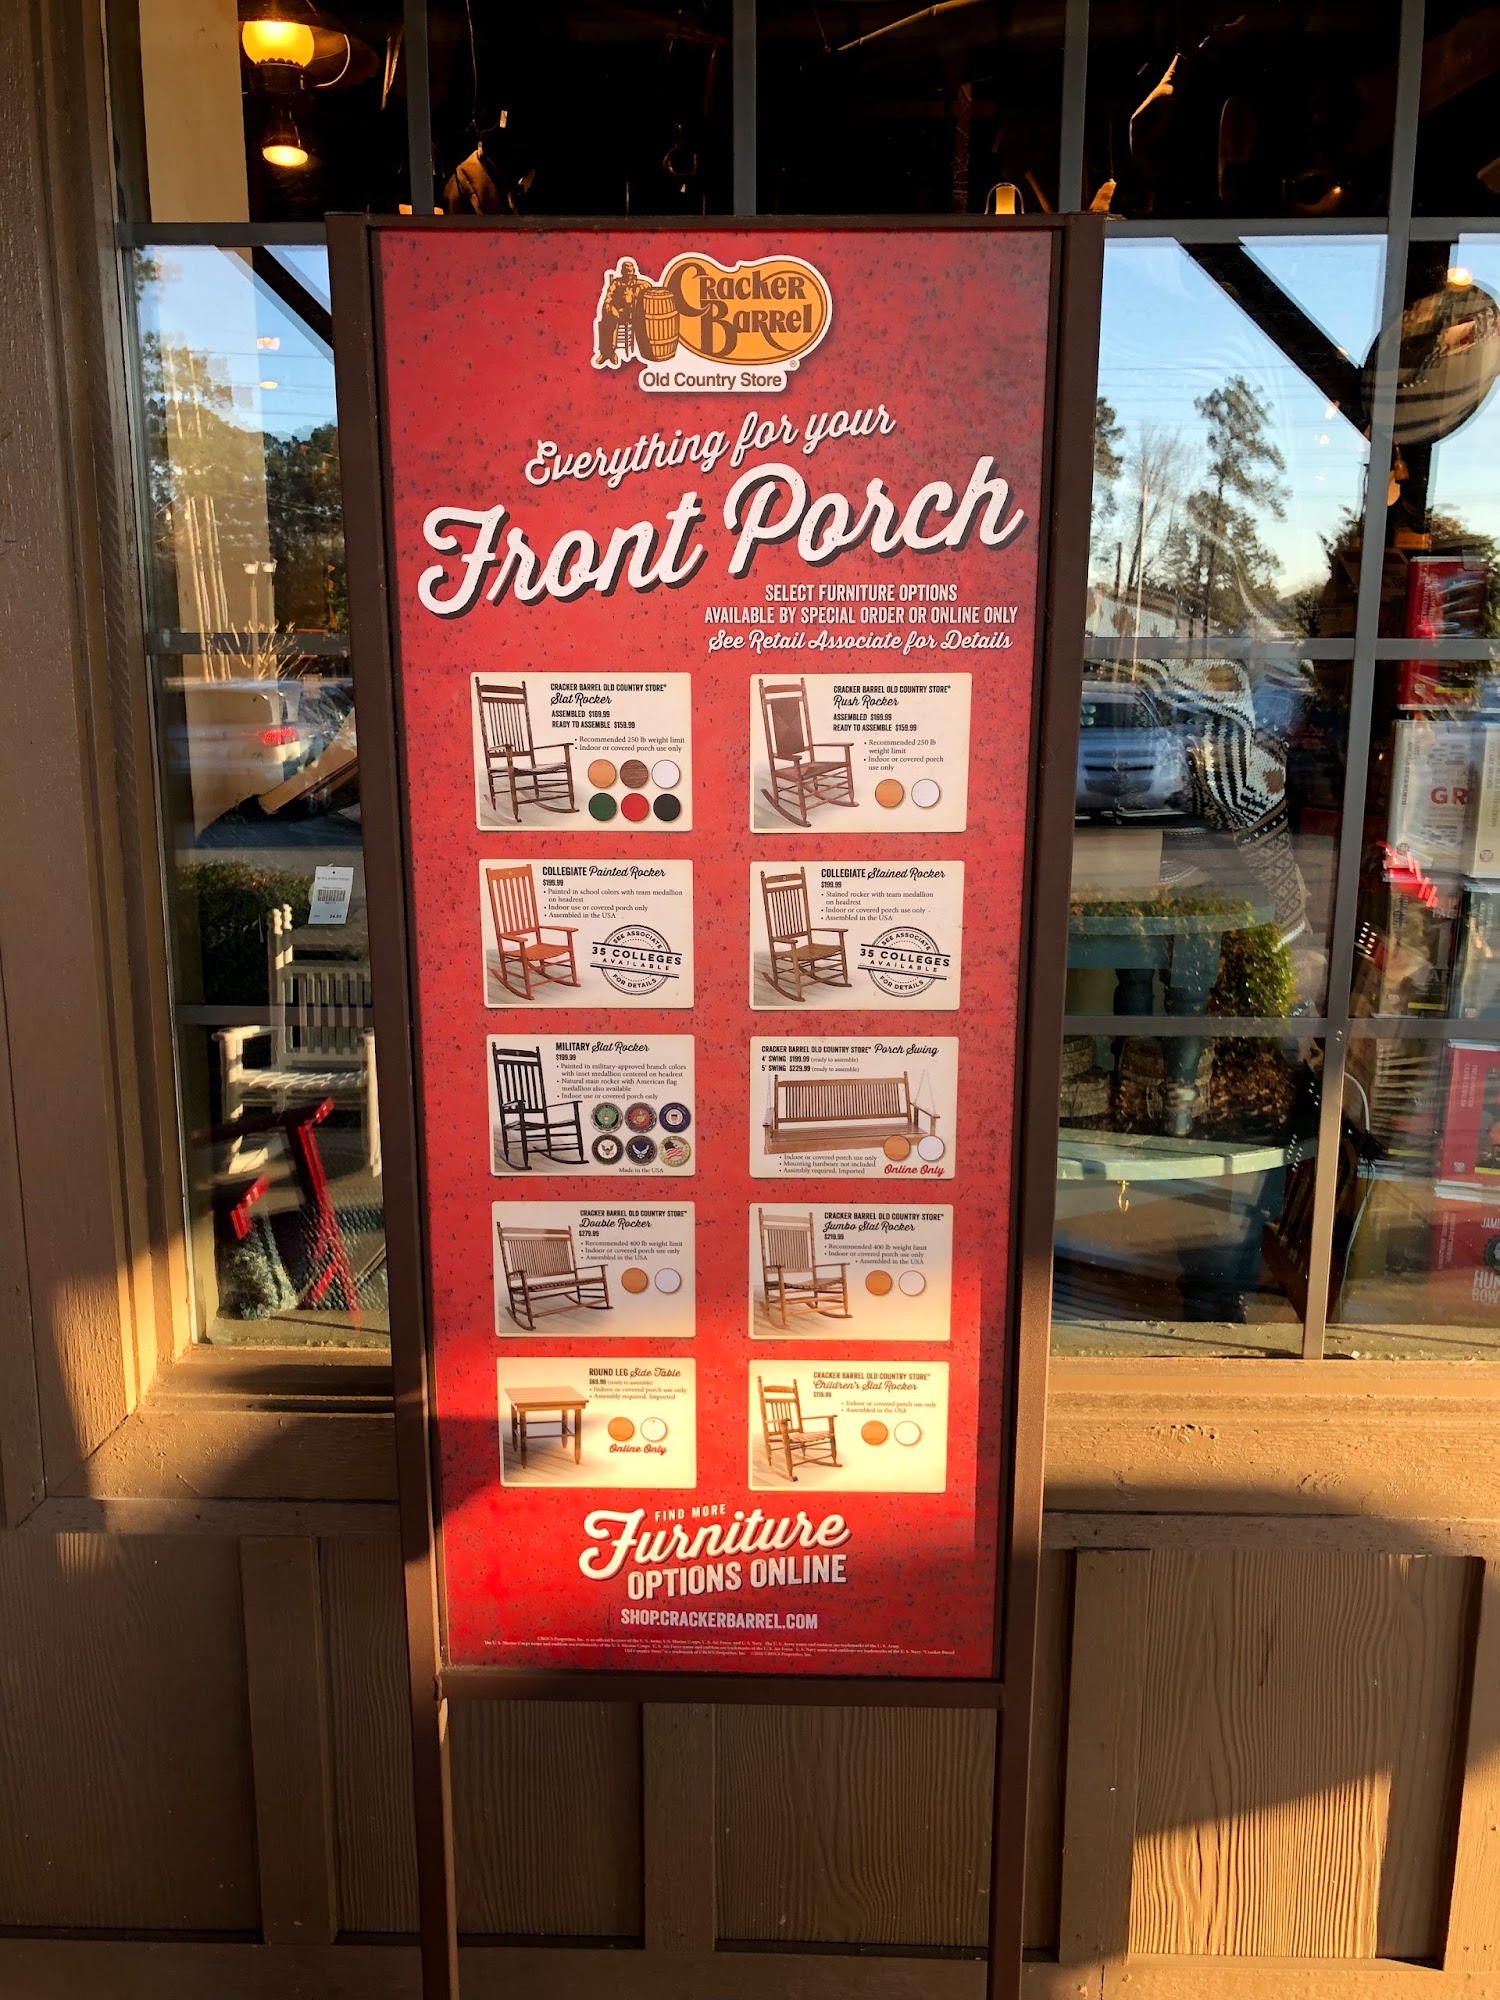 Cracker Barrel
Old Country Store
Everything for your
Front Porch
SELECT FURNITURE OPTIONS
AVAILABLE BY SPECIAL ORDER OR ONLINE ONLY
See Retail Associate for Details
CRACKER BARREL OLD COUNTRY STORE®
Slat Rocker
ASSEMBLED $169.99
READY TO ASSEMBLE $159.99
• Recommended 250 lb weight limit
• Indoor or covered porch use only
CRACKER BARREL OLD COUNTRY STORE®
Rush Rocker
ASSEMBLED $169.99
READY TO ASSEMBLE $159.99
• Recommended 250 lb
weight limit
• Indoor or covered porch
use only
COLLEGIATE Painted Rocker
$199.99
• Painted in school colors with team medallion
on headrest
• Indoor use or covered porch only
• Assembled in the USA
SEE ASSOCIATE
35 COLLEGES
AVAILABLE
FOR DETAILS
COLLEGIATE Stained Rocker
$199.99
• Stained rocker with team medallion
on headrest
• Indoor or covered porch use only
• Assembled in the USA
SEE ASSOCIATE
35 COLLEGES
AVAILABLE
FOR DETAILS
MILITARY Slat Rocker
$199.99
• Painted in military-approved branch colors
with inset medallion centered on headrest
• Natural stain rocker with American flag
medallion also available
• Indoor use or covered porch only
Made in the USA
CRACKER BARREL OLD COUNTRY STORE® Porch Swing
4' SWING $199.99 (ready to assemble)
5' SWING $229.99 (ready to assemble)
• Indoor or covered porch use only
• Mounting hardware not included
• Assembly required. Imported
Online Only
CRACKER BARREL OLD COUNTRY STORE®
Double Rocker
$279.99
• Recommended 400 lb weight limit
• Indoor or covered porch use only
• Assembled in the USA
CRACKER BARREL OLD COUNTRY STORE®
Jumbo Slat Rocker
$219.99
• Recommended 400 lb weight limit
• Indoor or covered porch use only
• Assembled in the USA
ROUND LEG Side Table
$69.99 (ready to assemble)
• Indoor or covered porch use only
• Assembly required. Imported
Online Only
CRACKER BARREL OLD COUNTRY STORE®
Children's Slat Rocker
$119.99
• Indoor or covered porch use only
• Assembled in the USA
FIND MORE
Furniture
OPTIONS ONLINE
SHOP.CRACKERBARREL.COM
GR